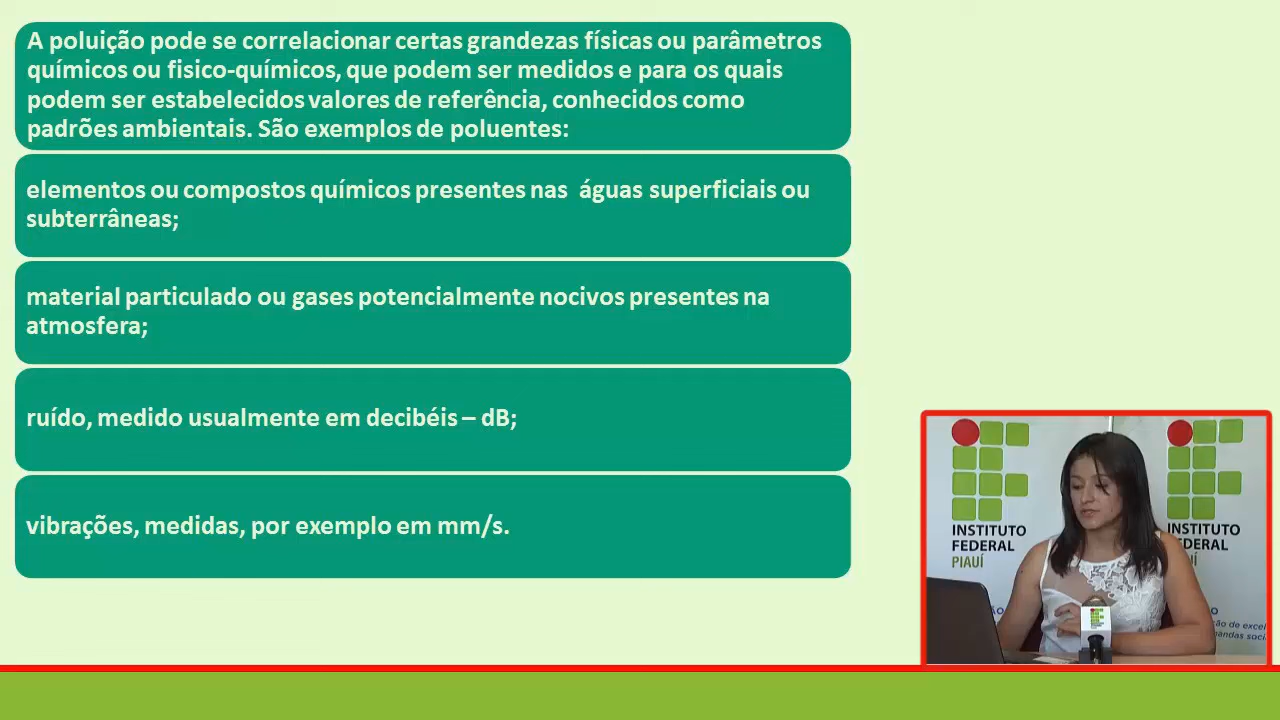 A poluição pode se correlacionar certas grandezas físicas ou parâmetros
químicos ou fisico-químicos, que podem ser medidos e para os quais
podem ser estabelecidos valores de referência, conhecidos como
padrões ambientais. São exemplos de poluentes:
elementos ou compostos químicos presentes nas águas superficiais ou
subterrâneas;
material particulado ou gases potencialmente nocivos presentes na
atmosfera;
ruído, medido usualmente em decibéis – dB;
vibrações, medidas, por exemplo em mm/s.
INSTITUTO
FEDERAL
PIAUÍ
INSTITUTO
FEDERAL